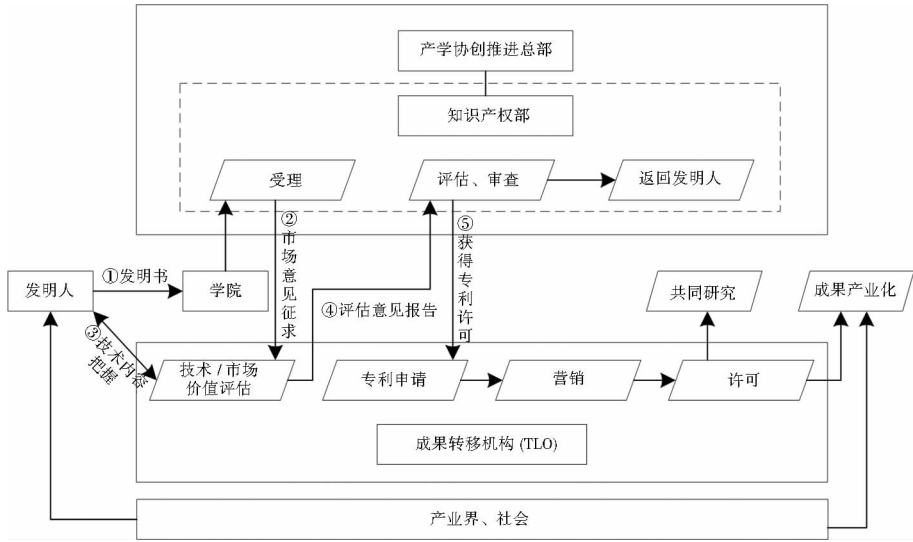 产学协创推进总部
知识产权部
受理
评估、审查
返回发明人
②市场意见征求
⑤获得专利许可
发明人
①发明书
学院
④评估意见报告
共同研究
成果产业化
③技术内容
把握
技术/市场
价值评估
专利申请
营销
许可
成果转移机构 (TLO)
产业界、社会